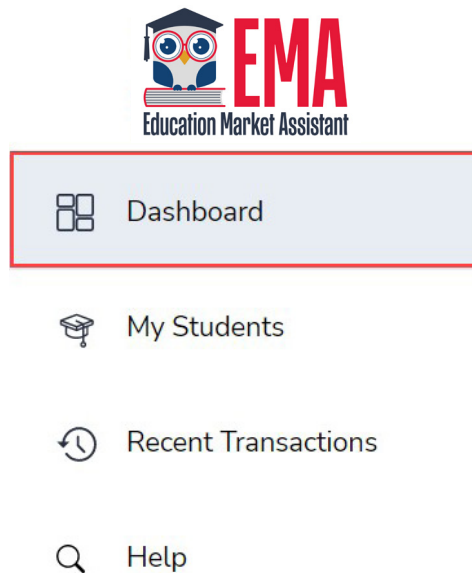 EMA
Education Market Assistant
Dashboard
My Students
Recent Transactions
Help